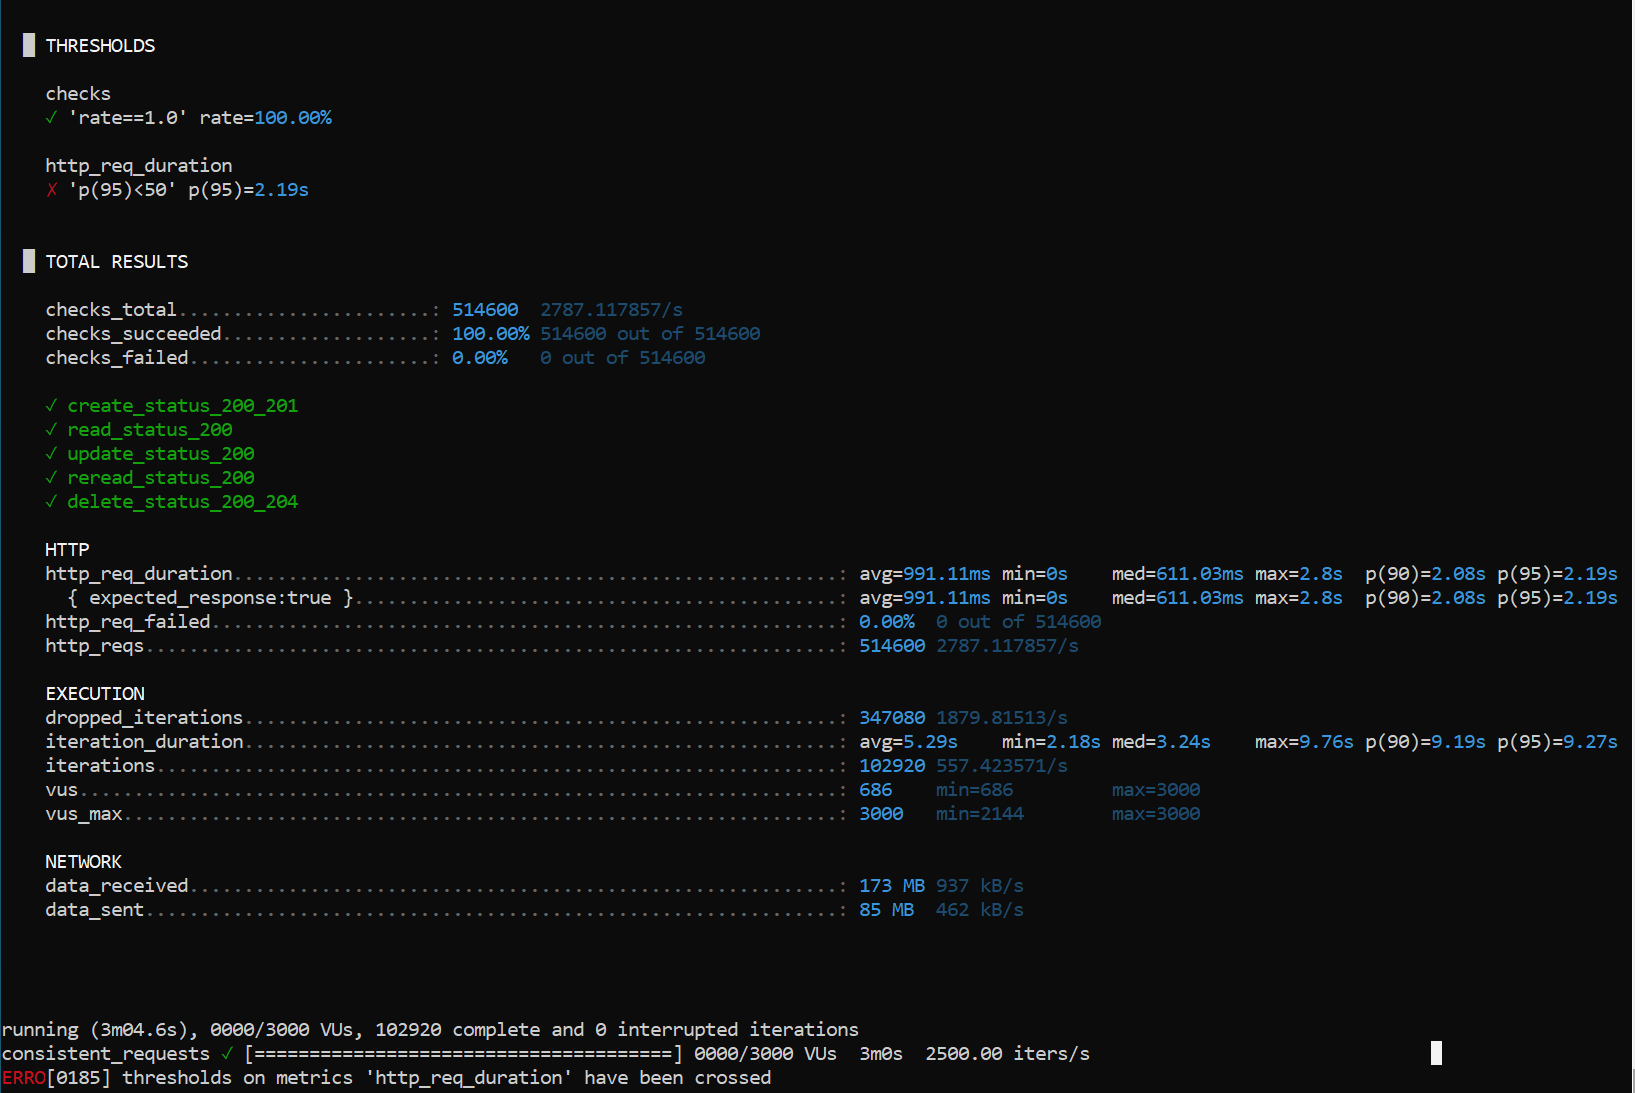 █ THRESHOLDS
checks
✓ 'rate==1.0' rate=100.00%
http_req_duration
✗ 'p(95)<50' p(95)=2.19s
█ TOTAL RESULTS
checks_total.......................: 514600  2787.117857/s
checks_succeeded...................: 100.00% 514600 out of 514600
checks_failed......................: 0.00%   0 out of 514600
✓ create_status_200_201
✓ read_status_200
✓ update_status_200
✓ reread_status_200
✓ delete_status_200_204
HTTP
http_req_duration.......................................................: avg=991.11ms min=0s    med=611.03ms max=2.8s  p(90)=2.08s p(95)=2.19s
{ expected_response:true }............................................: avg=991.11ms min=0s    med=611.03ms max=2.8s  p(90)=2.08s p(95)=2.19s
http_req_failed.........................................................: 0.00%  0 out of 514600
http_reqs...............................................................: 514600 2787.117857/s
EXECUTION
dropped_iterations......................................................: 347080 1879.81513/s
iteration_duration......................................................: avg=5.29s    min=2.18s med=3.24s    max=9.76s p(90)=9.19s p(95)=9.27s
iterations..............................................................: 102920 557.423571/s
vus.....................................................................: 686    min=686         max=3000
vus_max.................................................................: 3000   min=2144        max=3000
NETWORK
data_received...........................................................: 173 MB 937 kB/s
data_sent...............................................................: 85 MB  462 kB/s
running (3m04.6s), 0000/3000 VUs, 102920 complete and 0 interrupted iterations
consistent_requests ✓ [======================================] 0000/3000 VUs  3m0s  2500.00 iters/s
ERRO[0185] thresholds on metrics 'http_req_duration' have been crossed